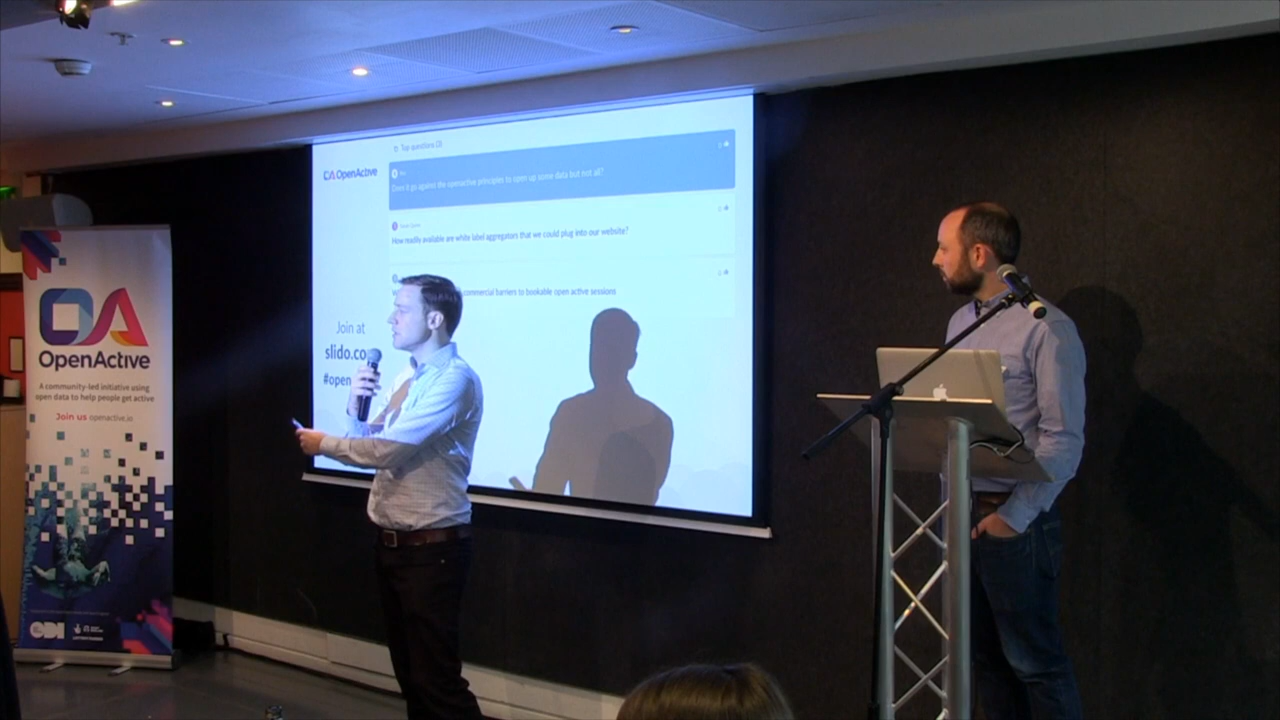 OpenActive
Top questions (3)
Does it go against the openactive principles to open up some data but not all?
How readily available are white label aggregators that we could plug into our website?
commercial barriers to bookable open active sessions
Join at
slido.co
#open
OA
OpenActive
A community-led initiative using
open data to help people get active
Join us openactive.io
ODI